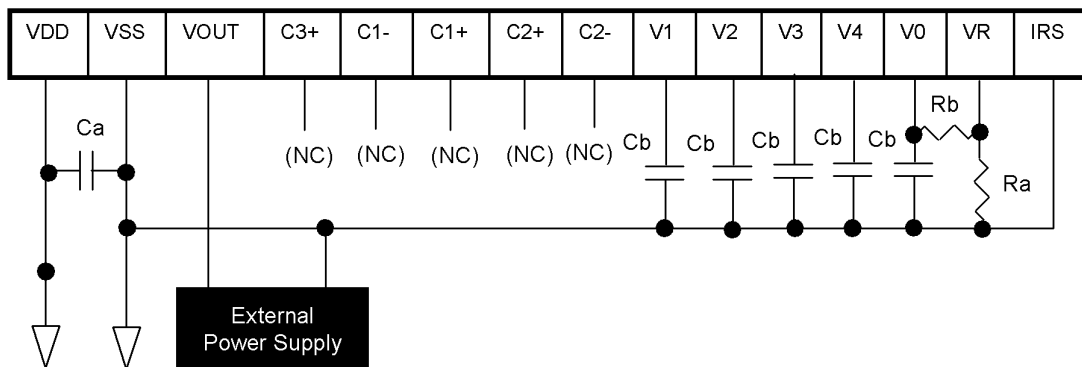 VDD VSS VOUT C3+ C1- C1+ C2+ C2- V1 V2 V3 V4 V0 VR IRS
Ca
Rb
Cb Cb Cb Cb Cb
(NC) (NC) (NC) (NC) (NC)
Ra
External
Power Supply